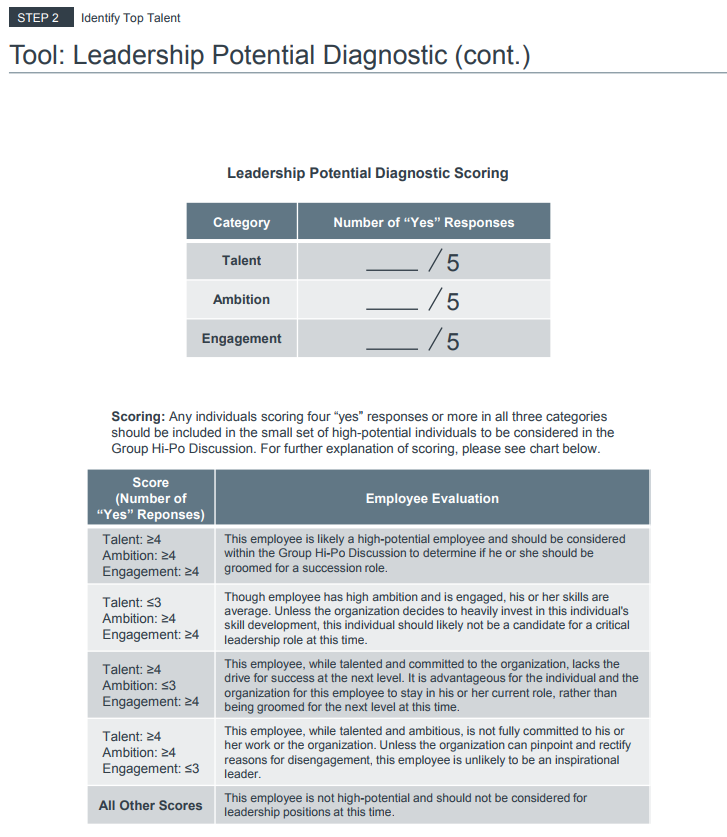 STEP 2 Identify Top Talent
Tool: Leadership Potential Diagnostic (cont.)
Leadership Potential Diagnostic Scoring
Category Number of “Yes” Responses
Talent ____ / 5
Ambition ____ / 5
Engagement ____ / 5
Scoring: Any individuals scoring four “yes” responses or more in all three categories
should be included in the small set of high-potential individuals to be considered in the
Group Hi-Po Discussion. For further explanation of scoring, please see chart below.
Score
(Number of
“Yes” Reponses)
Employee Evaluation
Talent: ≥4
Ambition: ≥4
Engagement: ≥4
This employee is likely a high-potential employee and should be considered
within the Group Hi-Po Discussion to determine if he or she should be
groomed for a succession role.
Talent: ≤3
Ambition: ≥4
Engagement: ≥4
Though employee has high ambition and is engaged, his or her skills are
average. Unless the organization decides to heavily invest in this individual's
skill development, this individual should likely not be a candidate for a critical
leadership role at this time.
Talent: ≥4
Ambition: ≤3
Engagement: ≥4
This employee, while talented and committed to the organization, lacks the
drive for success at the next level. It is advantageous for the individual and the
organization for this employee to stay in his or her current role, rather than
being groomed for the next level at this time.
Talent: ≥4
Ambition: ≥4
Engagement: ≤3
This employee, while talented and ambitious, is not fully committed to his or
her work or the organization. Unless the organization can pinpoint and rectify
reasons for disengagement, this employee is unlikely to be an inspirational
leader.
All Other Scores
This employee is not high-potential and should not be considered for
leadership positions at this time.